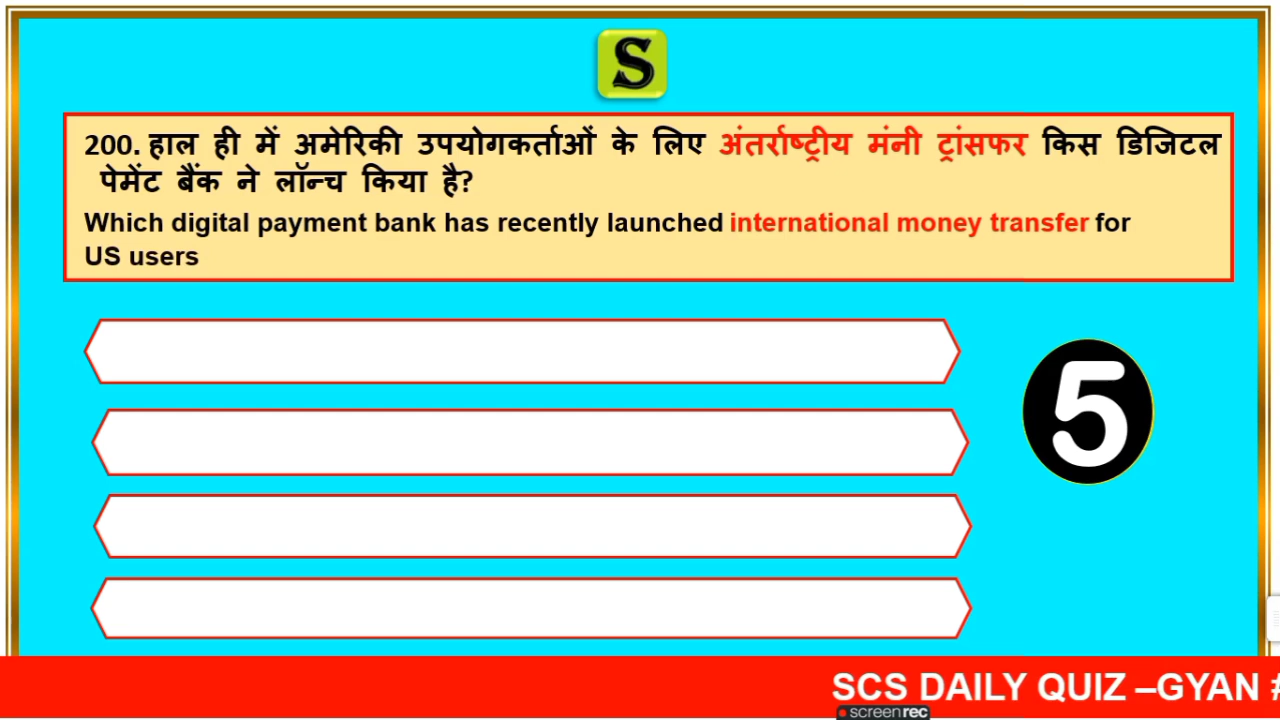 S
200. हाल ही में अमेरिकी उपयोगकर्ताओं के लिए अंतर्राष्ट्रीय मंनी ट्रांसफर किस डिजिटल
पेमेंट बैंक ने लॉन्च किया है?
Which digital payment bank has recently launched international money transfer for
US users
5
SCS DAILY QUIZ –GYAN #
screenrec